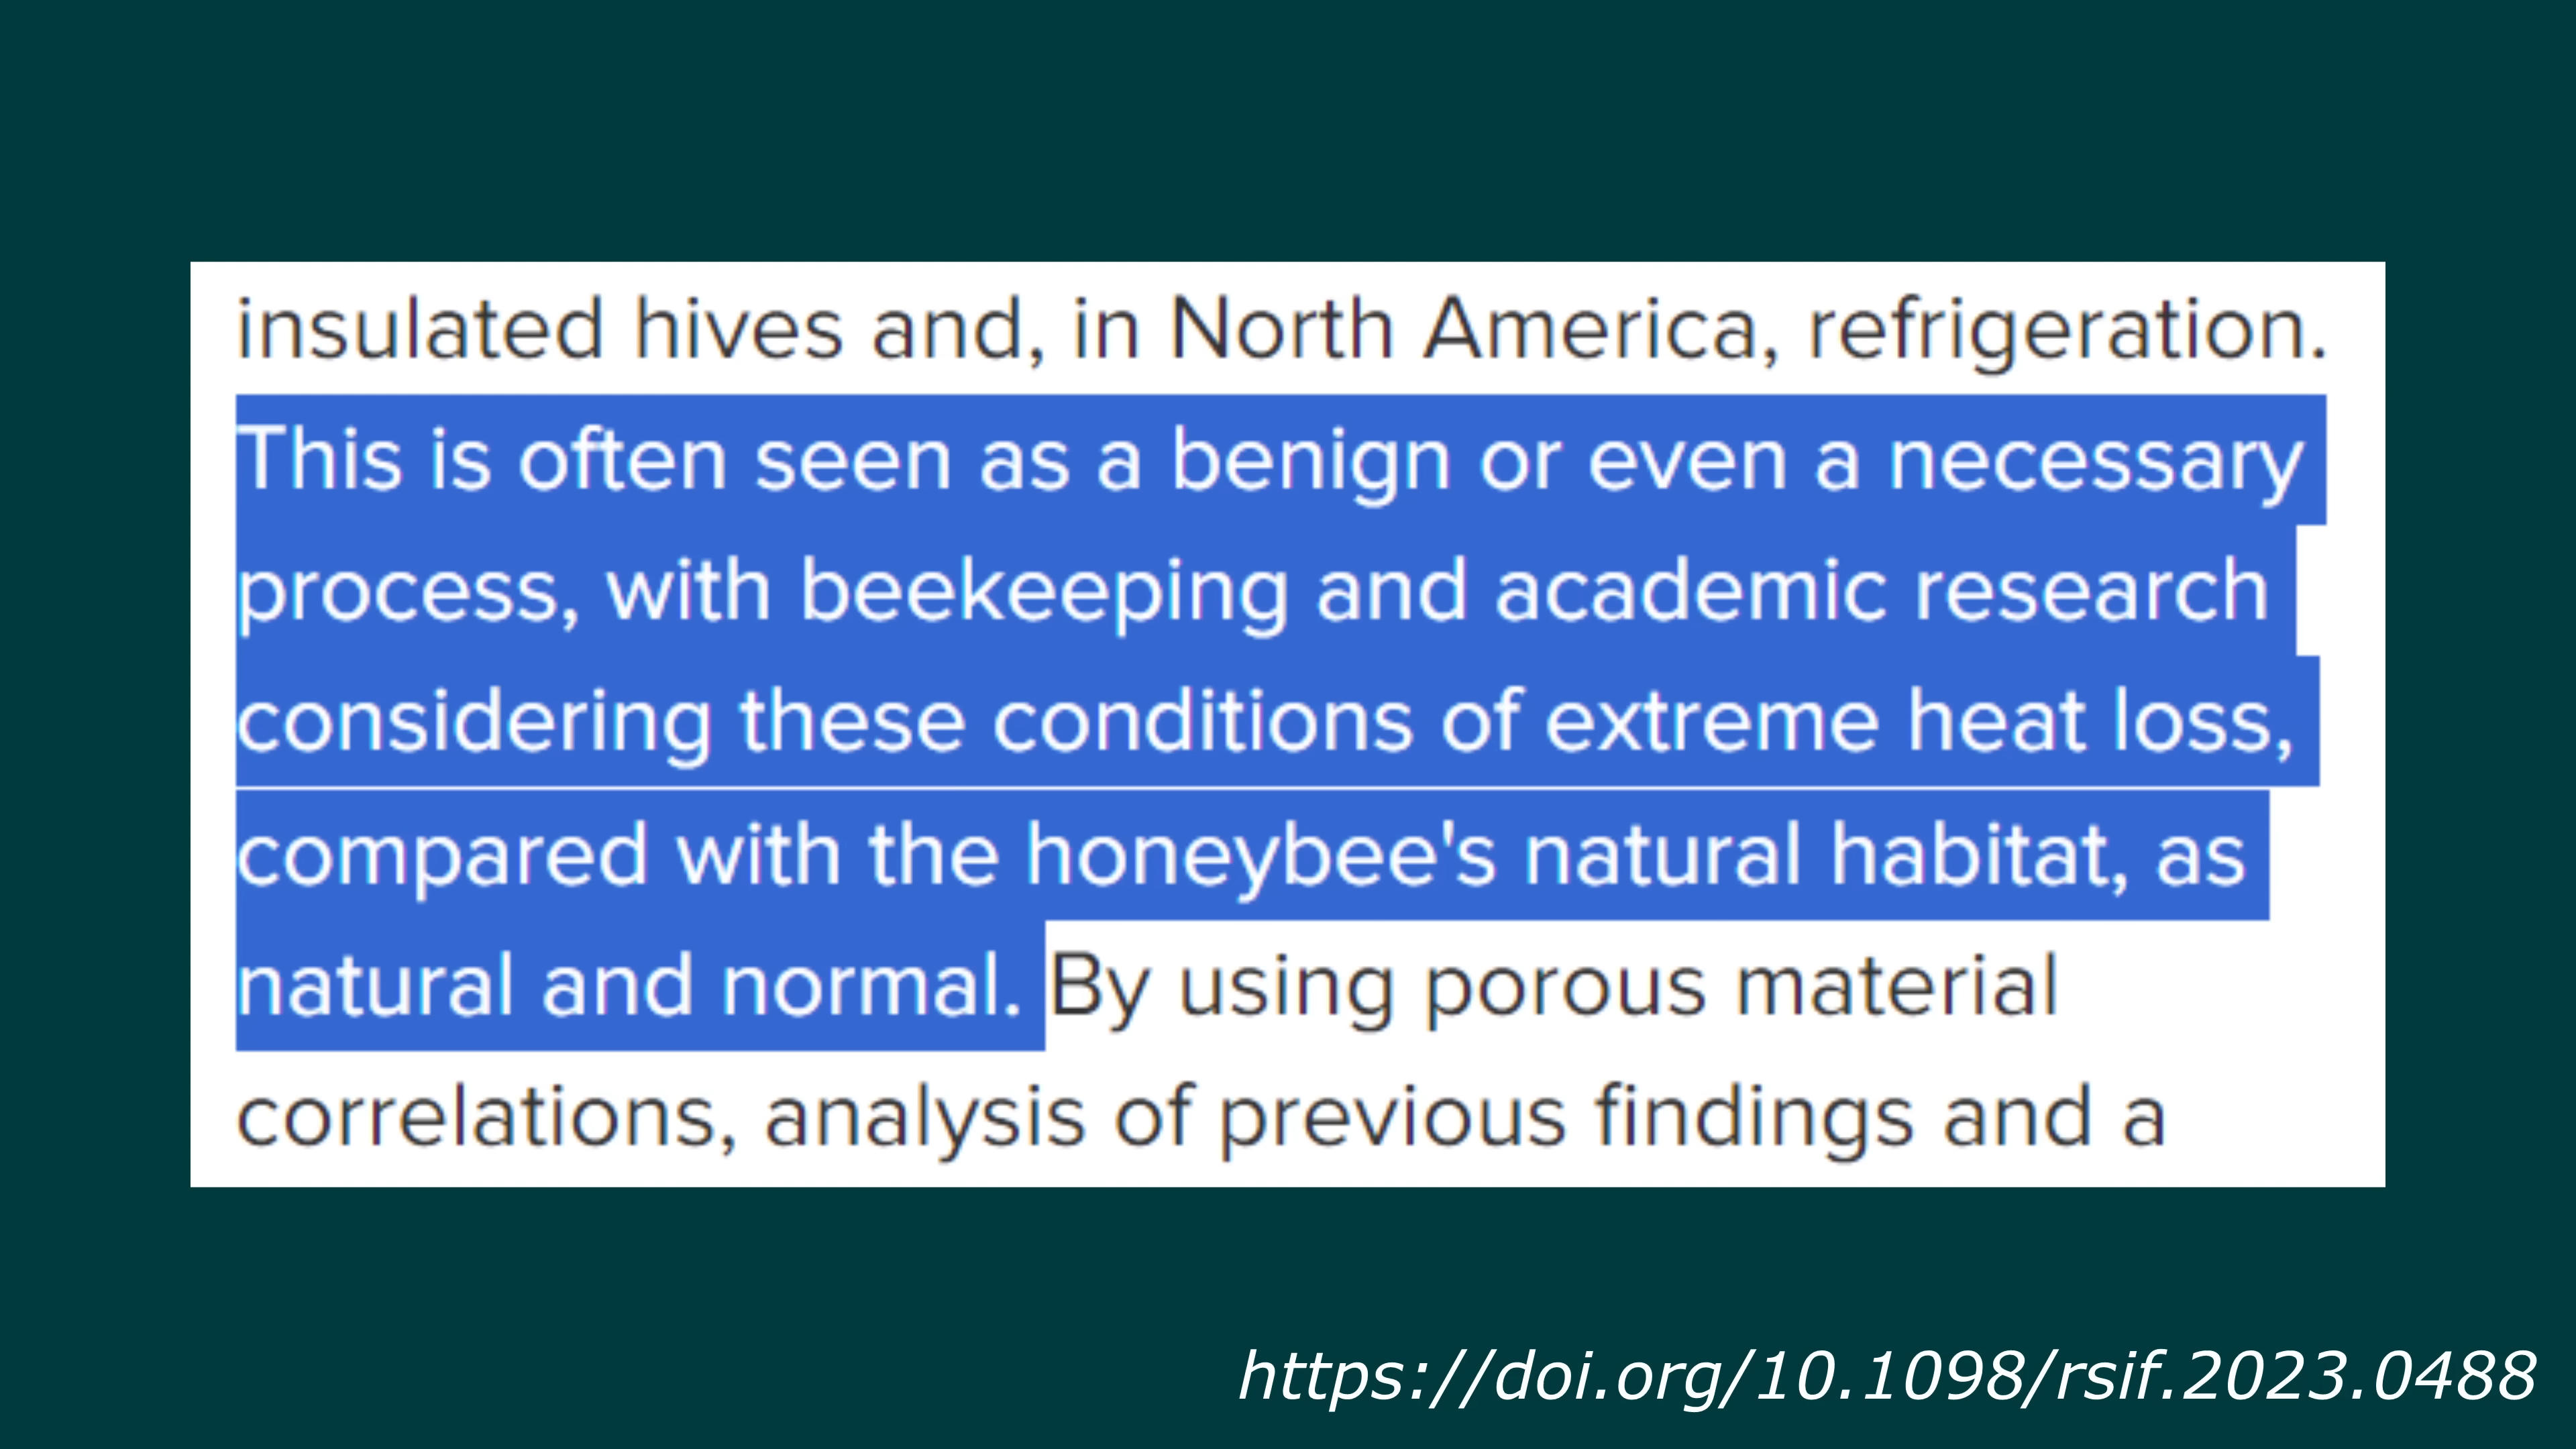 insulated hives and, in North America, refrigeration.
This is often seen as a benign or even a necessary
process, with beekeeping and academic research
considering these conditions of extreme heat loss,
compared with the honeybee's natural habitat, as
natural and normal. By using porous material
correlations, analysis of previous findings and a
https://doi.org/10.1098/rsif.2023.0488